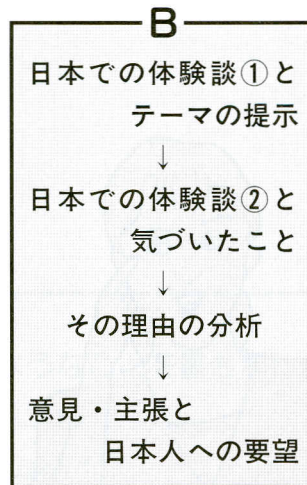 B
日本での体験談①と
テーマの提示
↓
日本での体験談②と
気づいたこと
↓
その理由の分析
↓
意見・主張と
日本人への要望